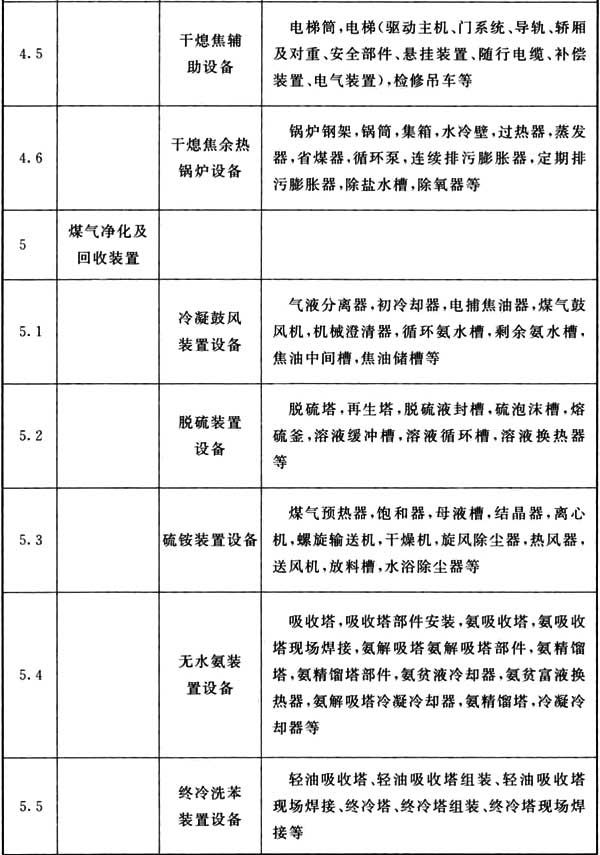 4.5
干熄焦辅
助设备
电梯筒,电梯(驱动主机、门系统、导轨、轿厢
及对重、安全部件、悬挂装置、随行电缆、补偿
装置、电气装置),检修吊车等
4.6
干熄焦余热
锅炉设备
锅炉钢架,锅筒,集箱,水冷壁,过热器,蒸发
器,省煤器,循环泵,连续排污膨胀器,定期排
污膨胀器,除盐水槽,除氧器等
5
煤气净化及
回收装置
5.1
冷凝鼓风
装置设备
气液分离器,初冷却器,电捕焦油器,煤气鼓
风机,机械澄清器,循环氨水槽,剩余氨水槽,
焦油中间槽,焦油储槽等
5.2
脱硫装置
设备
脱硫塔,再生塔,脱硫液封槽,硫泡沫槽,熔
硫釜,溶液缓冲槽,溶液循环槽,溶液换热器
等
5.3
硫铵装置设备
煤气预热器,饱和器,母液槽,结晶器,离心
机,螺旋输送机,干燥机,旋风除尘器,热风器,
送风机,放料槽,水浴除尘器等
5.4
无水氨装
置设备
吸收塔,吸收塔部件安装,氨吸收塔,氨吸收
塔现场焊接,氨解吸塔氨解吸塔部件,氨精馏
塔,氨精馏塔部件,氨贫液冷却器,氨贫富液换
热器,氨解吸塔冷凝冷却器,氨精馏塔,冷凝冷
却器等
5.5
终冷洗苯
装置设备
轻油吸收塔、轻油吸收塔组装、轻油吸收塔
现场焊接、终冷塔、终冷塔组装、终冷塔现场焊
接等